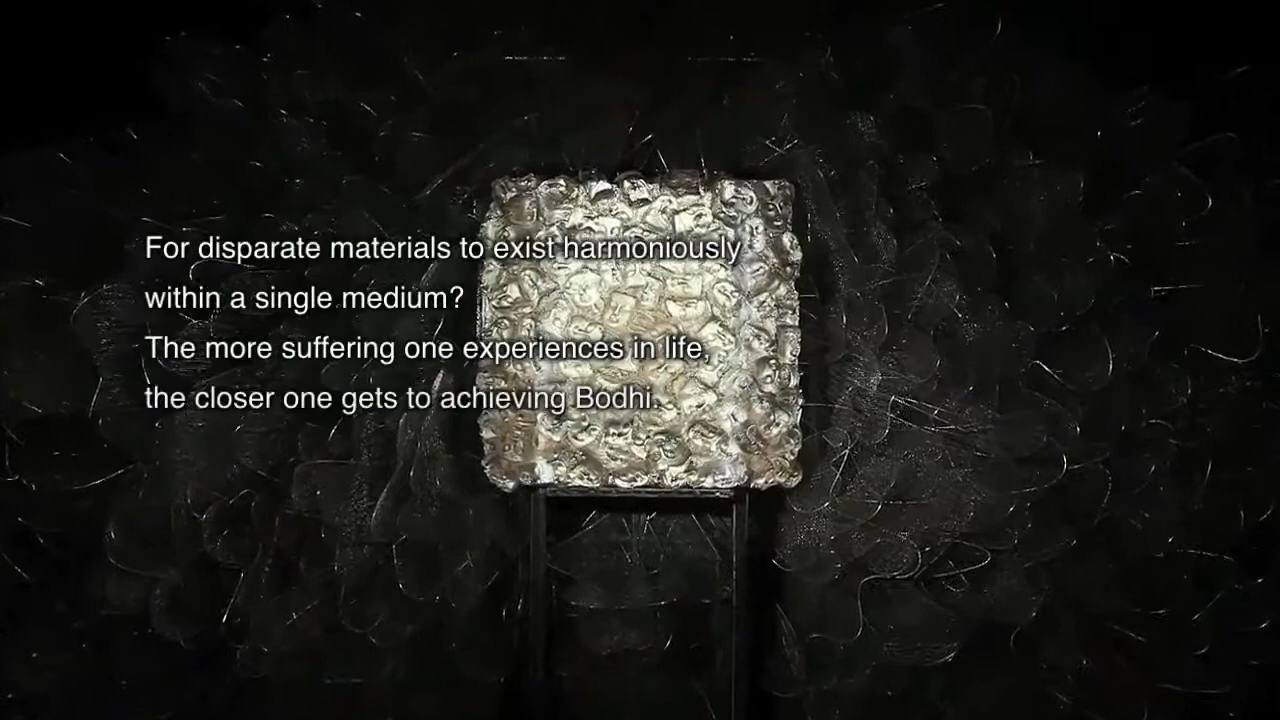 For disparate materials to exist harmoniously
within a single medium?
The more suffering one experiences in life,
the closer one gets to achieving Bodhi.